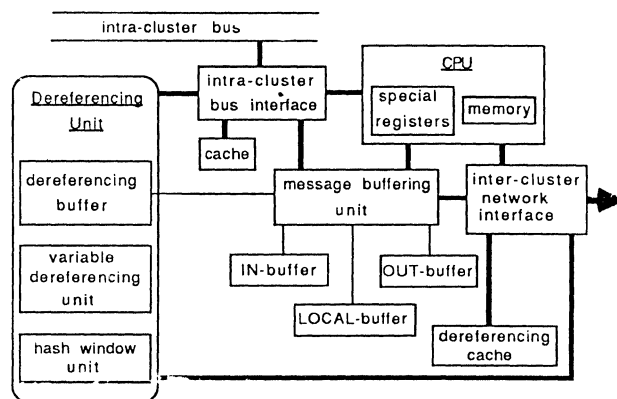 intra-cluster bus
intra-cluster
bus interface
CPU
special
registers
memory
Dereferencing
Unit
cache
dereferencing
buffer
message buffering
unit
inter-cluster
network
interface
variable
dereferencing
unit
IN-buffer
OUT-buffer
LOCAL-buffer
hash window
unit
dereferencing
cache